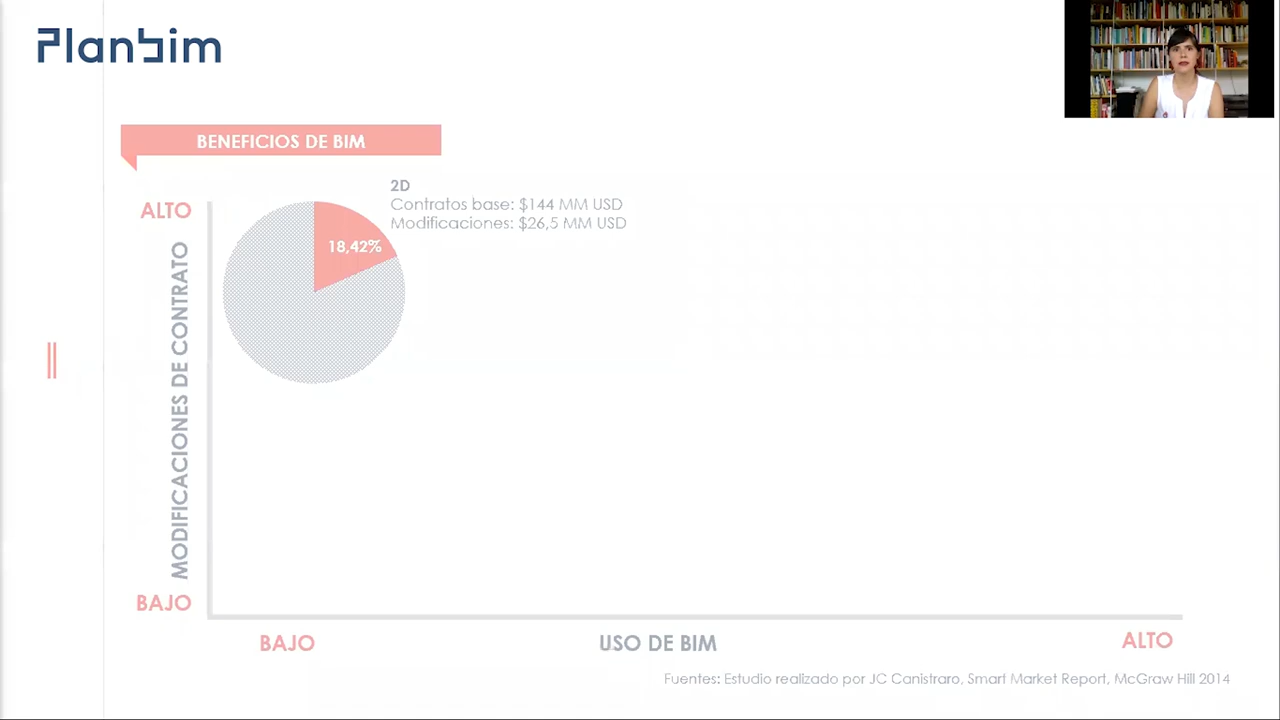 Planbim
BENEFICIOS DE BIM
2D
Contratos base: $144 MM USD
Modificaciones: $26,5 MM USD
ALTO
18,42%
MODIFICACIONES DE CONTRATO
BAJO
BAJO
USO DE BIM
ALTO
Fuentes: Estudio realizado por JC Canistraro, Smart Market Report, McGraw Hill 2014